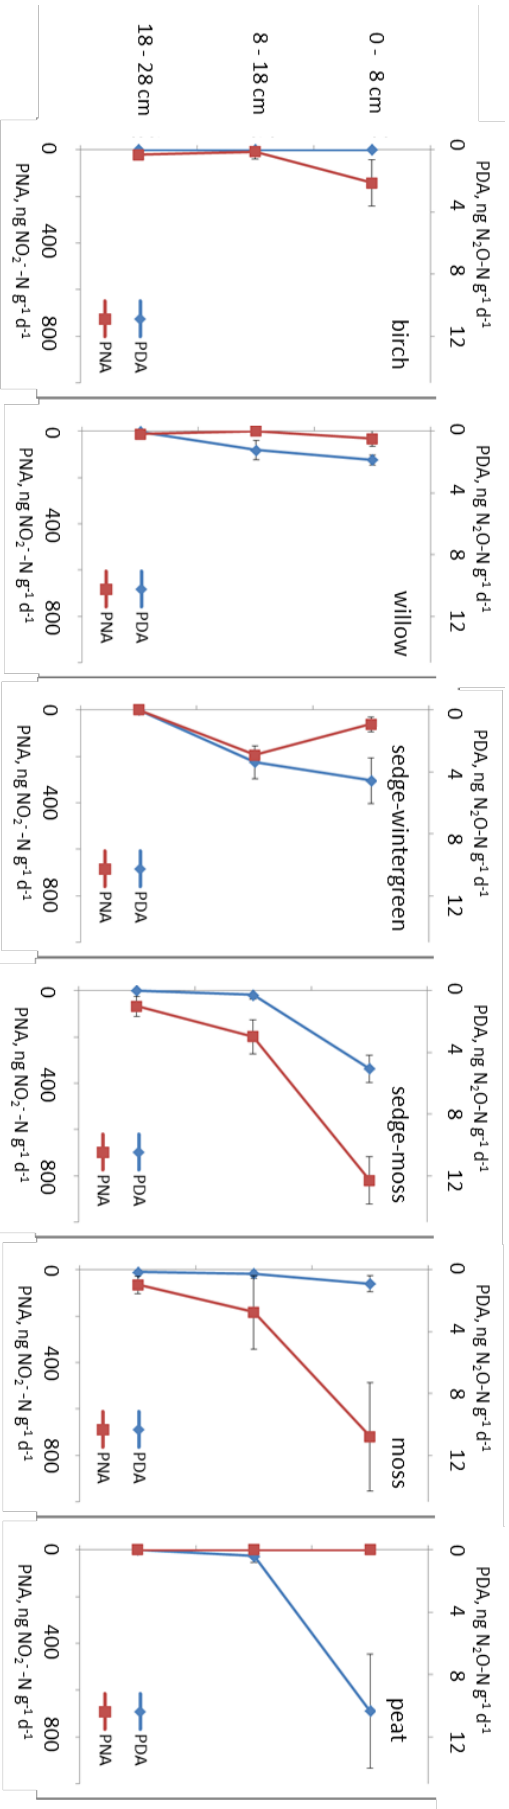 0 - 8 cm
8 - 18 cm
18 - 28 cm
PDA, ng N₂O-N g⁻¹ d⁻¹
0 4 8 12
birch
PDA
PNA
0 400 800
PNA, ng NO₂⁻-N g⁻¹ d⁻¹
PDA, ng N₂O-N g⁻¹ d⁻¹
0 4 8 12
willow
PDA
PNA
0 400 800
PNA, ng NO₂⁻-N g⁻¹ d⁻¹
PDA, ng N₂O-N g⁻¹ d⁻¹
0 4 8 12
sedge-wintergreen
PDA
PNA
0 400 800
PNA, ng NO₂⁻-N g⁻¹ d⁻¹
PDA, ng N₂O-N g⁻¹ d⁻¹
0 4 8 12
sedge-moss
PDA
PNA
0 400 800
PNA, ng NO₂⁻-N g⁻¹ d⁻¹
PDA, ng N₂O-N g⁻¹ d⁻¹
0 4 8 12
moss
PDA
PNA
0 400 800
PNA, ng NO₂⁻-N g⁻¹ d⁻¹
PDA, ng N₂O-N g⁻¹ d⁻¹
0 4 8 12
peat
PDA
PNA
0 400 800
PNA, ng NO₂⁻-N g⁻¹ d⁻¹